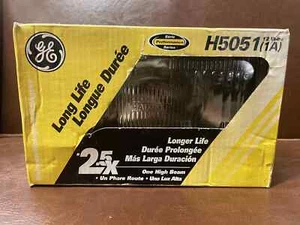 GE
Long Life
Longue Durée
H5051
(1A)
Longer Life
Durée Prolongée
Más Larga Duración
2.5X
One High Beam
• Un Phare Route • Una Luz Alta